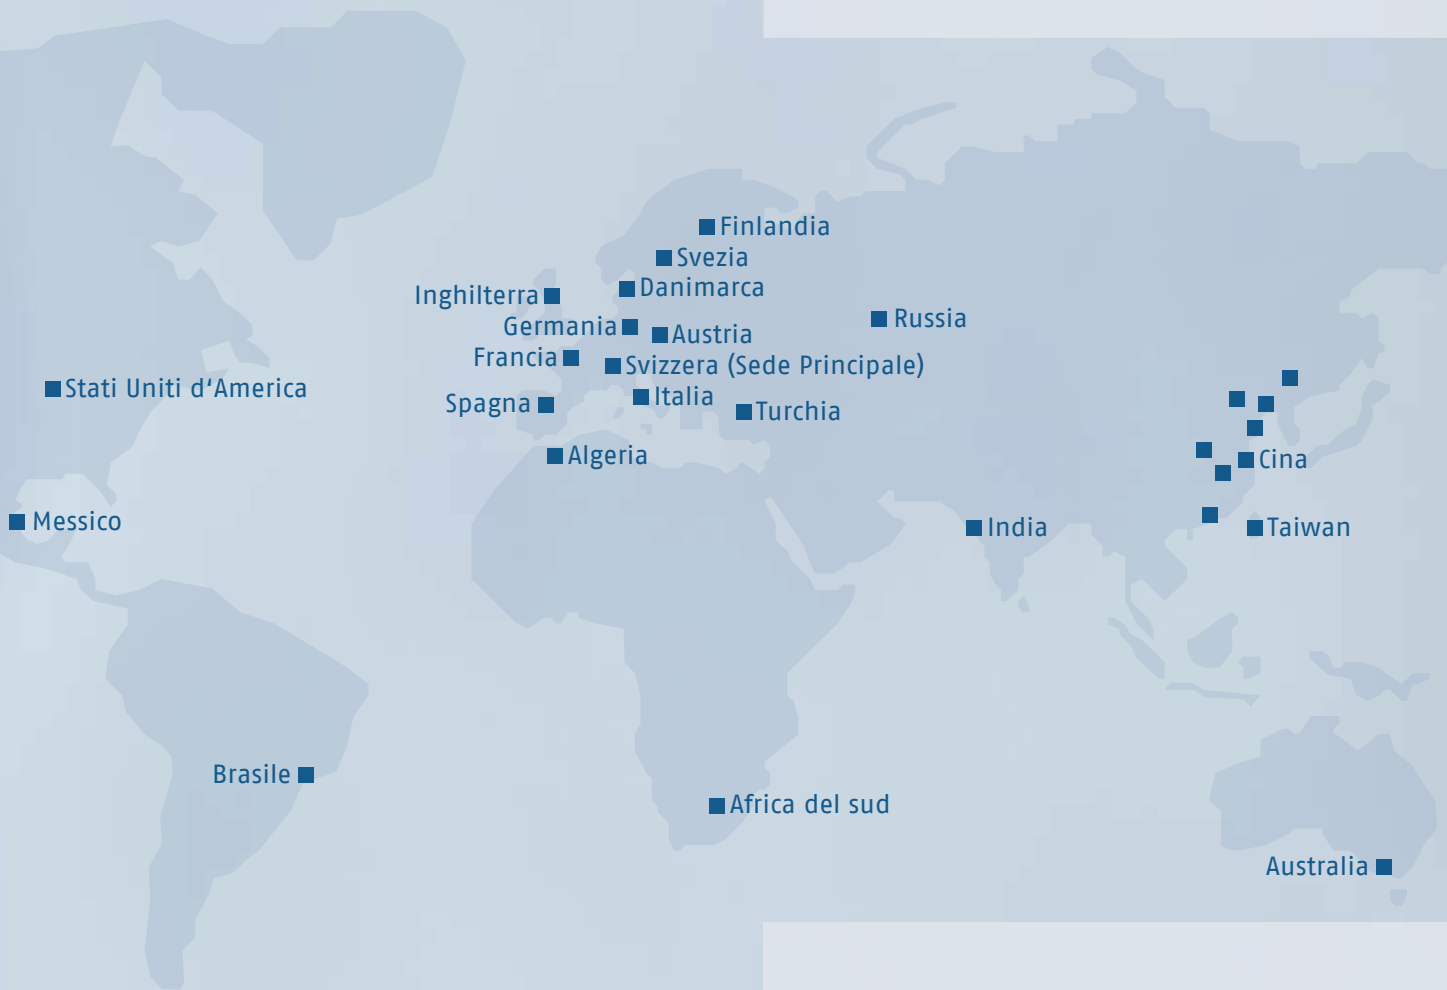 Finlandia
Svezia
Danimarca
Inghilterra
Russia
Germania
Austria
Francia
Svizzera (Sede Principale)
Stati Uniti d‘America
Italia
Spagna
Turchia
Algeria
Cina
Messico
India
Taiwan
Brasile
Africa del sud
Australia